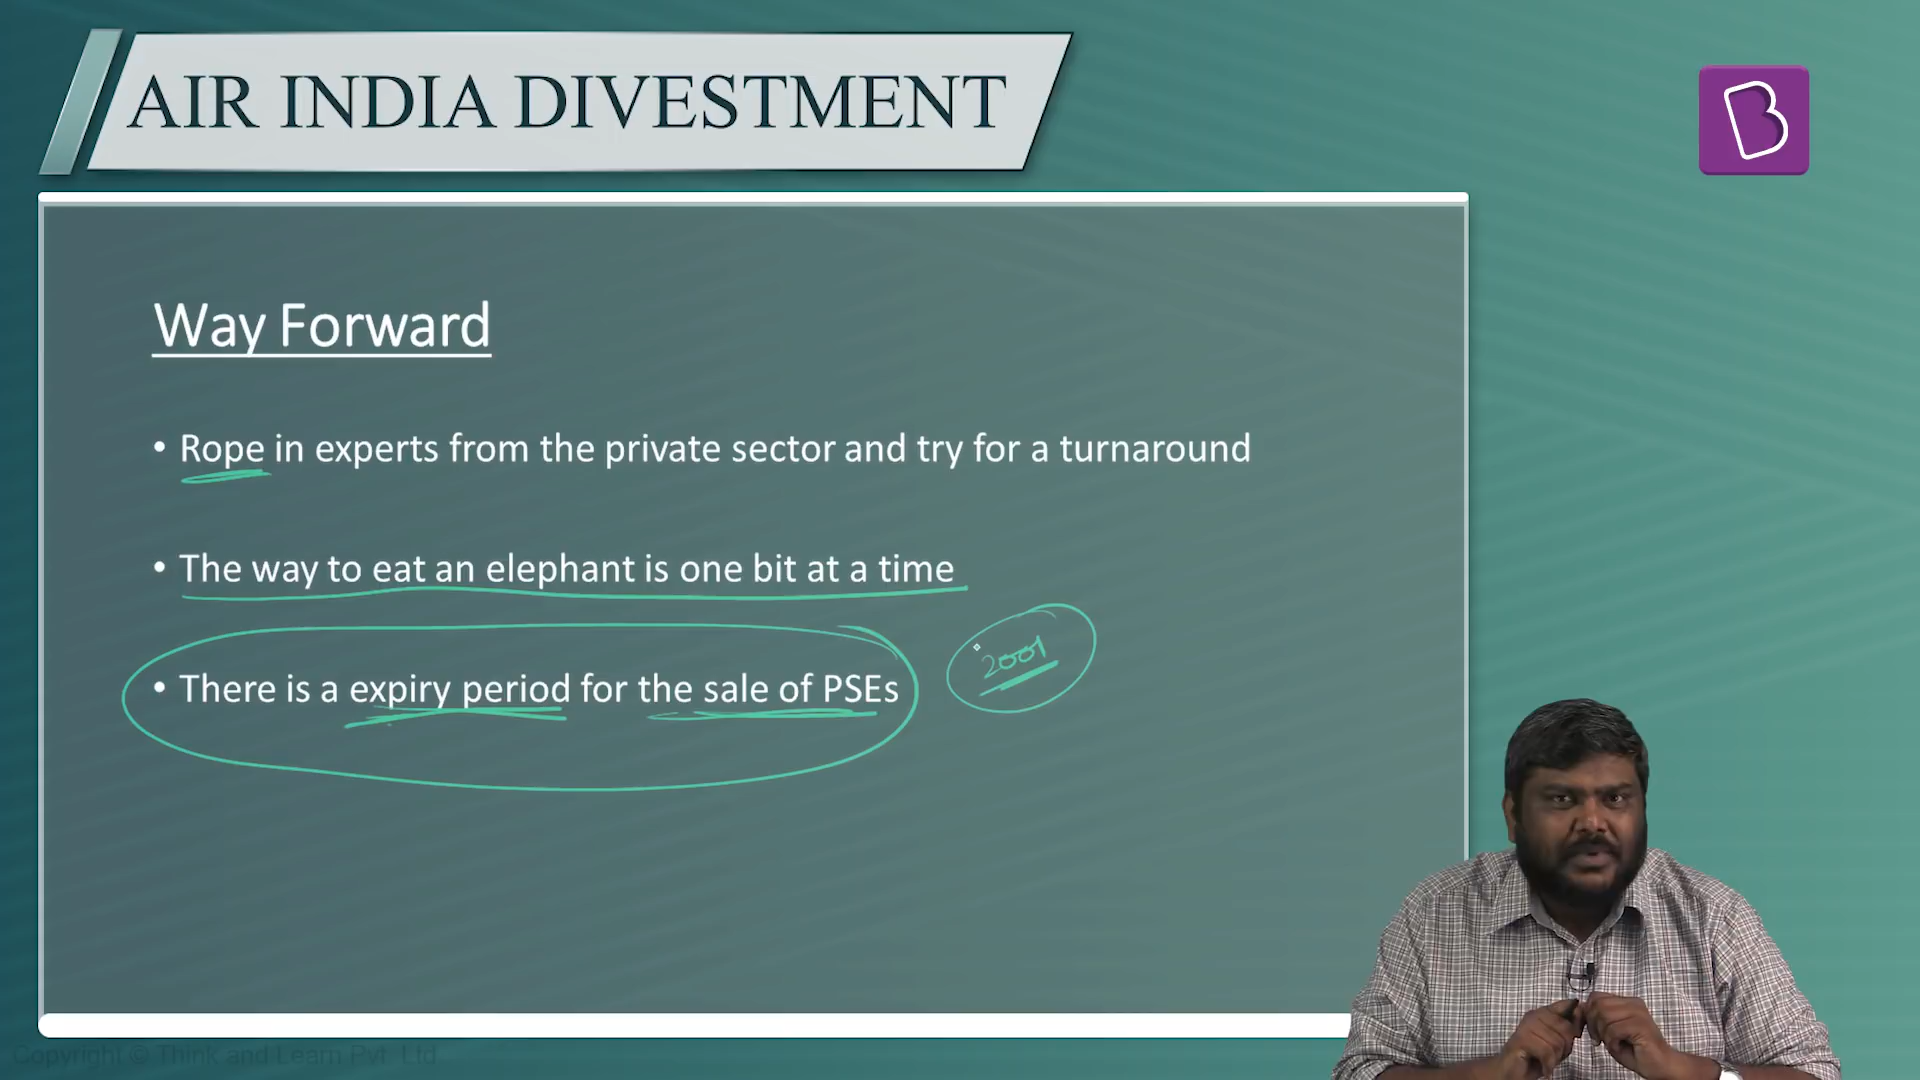 AIR INDIA DIVESTMENT
B
Way Forward
• Rope in experts from the private sector and try for a turnaround
• The way to eat an elephant is one bit at a time
2001
• There is a expiry period for the sale of PSEs
Copyright © Think and Learn Pvt. Ltd.